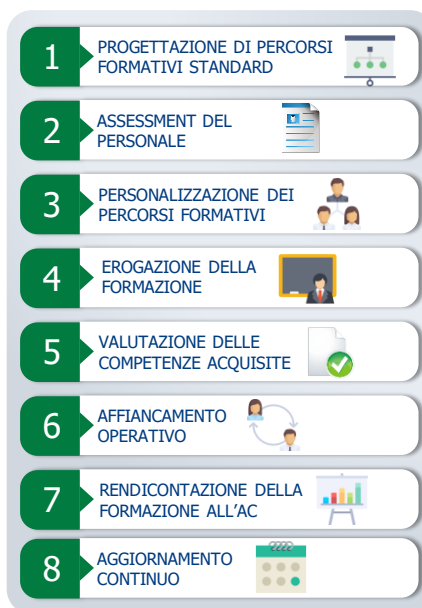 1
PROGETTAZIONE DI PERCORSI
FORMATIVI STANDARD
2
ASSESSMENT DEL
PERSONALE
3
PERSONALIZZAZIONE DEI
PERCORSI FORMATIVI
4
EROGAZIONE DELLA
FORMAZIONE
5
VALUTAZIONE DELLE
COMPETENZE ACQUISITE
6
AFFIANCAMENTO
OPERATIVO
7
RENDICONTAZIONE DELLA
FORMAZIONE ALL'AC
8
AGGIORNAMENTO
CONTINUO